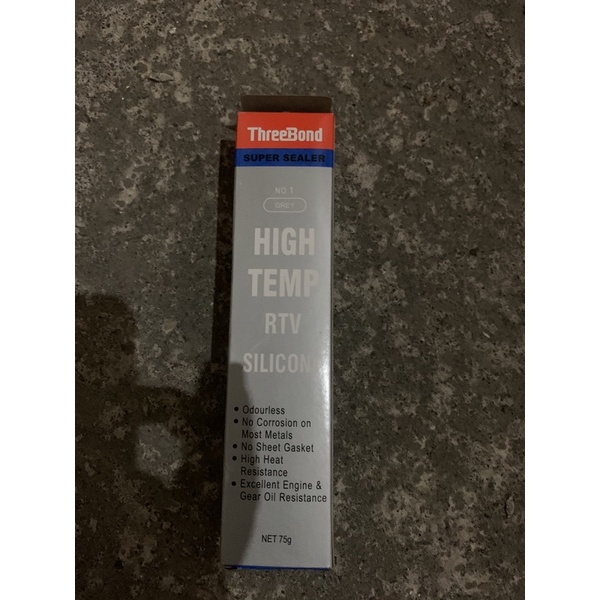 ThreeBond
SUPER SEALER
NO.1
GREY
HIGH
TEMP
RTV
SILICONE
• Odourless
• No Corrosion on
Most Metals
• No Sheet Gasket
• High Heat
Resistance
• Excellent Engine &
Gear Oil Resistance
NET 75g